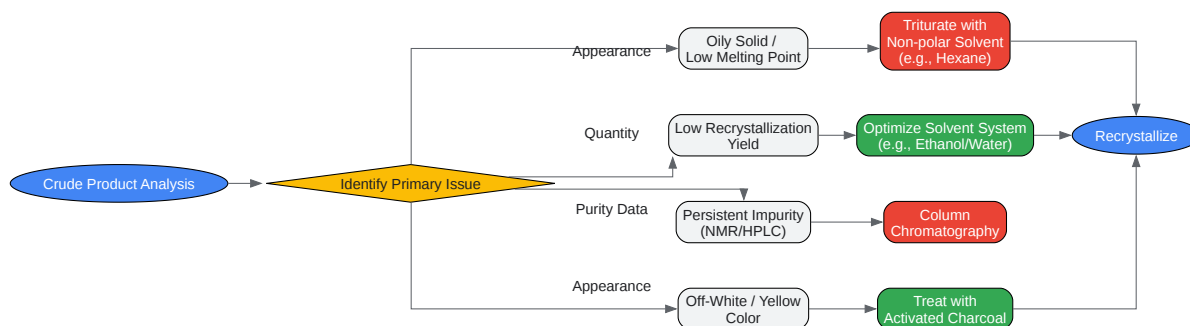 Crude Product Analysis
Identify Primary Issue
Appearance
Oily Solid /
Low Melting Point
Triturate with
Non-polar Solvent
(e.g., Hexane)
Quantity
Low Recrystallization
Yield
Optimize Solvent System
(e.g., Ethanol/Water)
Recrystallize
Purity Data
Persistent Impurity
(NMR/HPLC)
Column
Chromatography
Appearance
Off-White / Yellow
Color
Treat with
Activated Charcoal